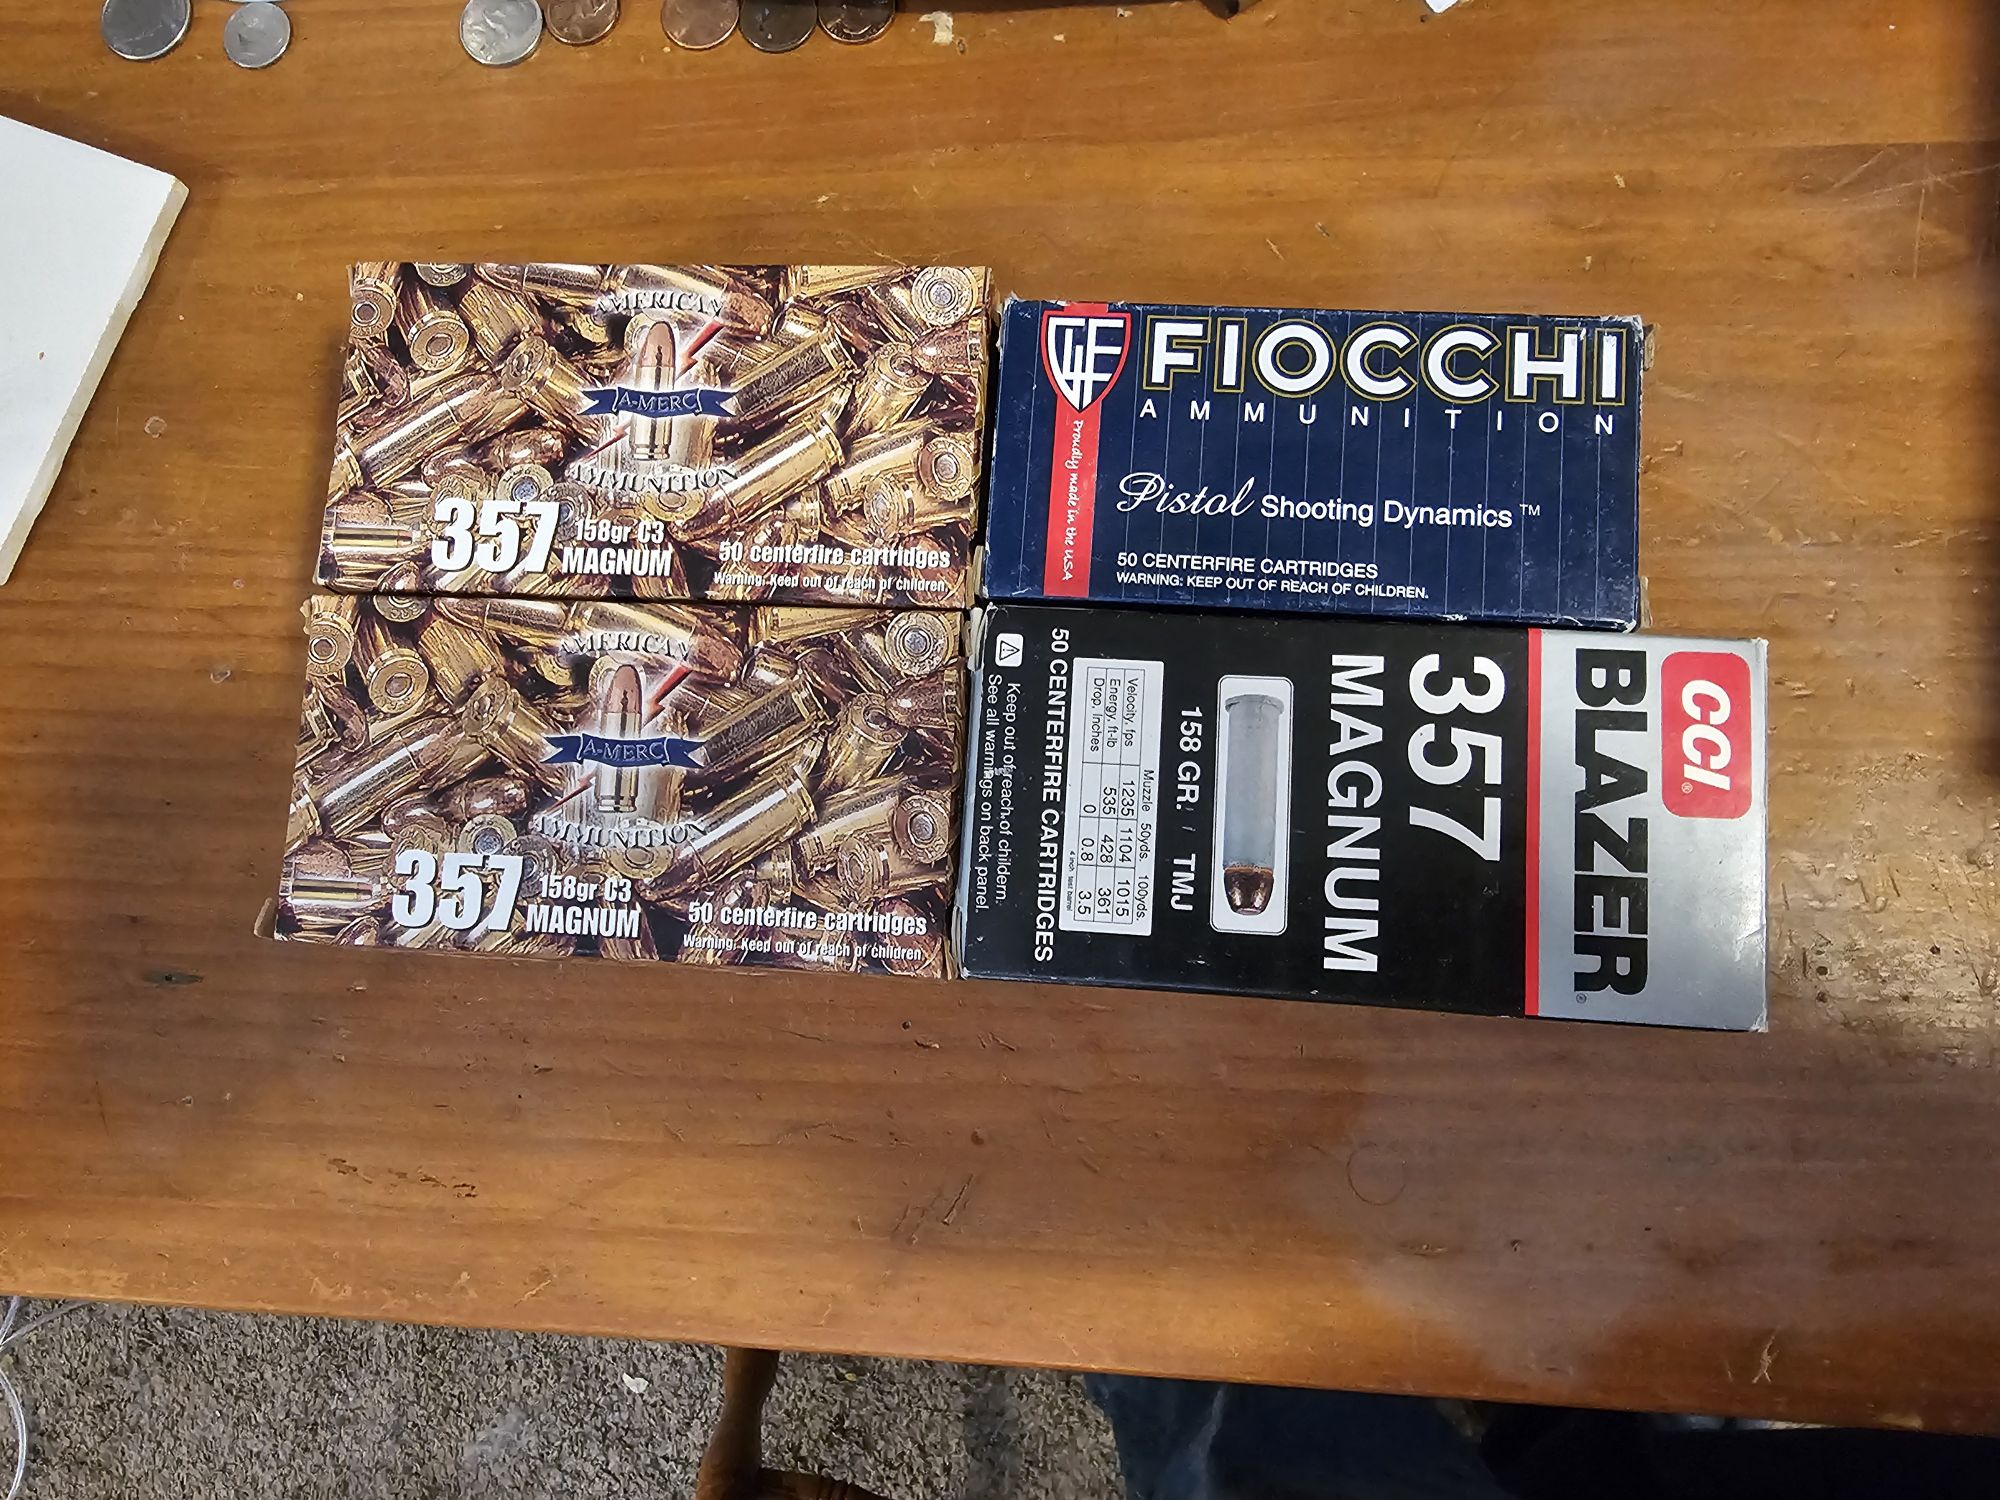 AMERICAN
A-MERC
AMMUNITION
357 158gr C3
MAGNUM
50 centerfire cartridges
Warning: Keep out of reach of children.
AMERICAN
A-MERC
AMMUNITION
357 158gr C3
MAGNUM
50 centerfire cartridges
Warning: Keep out of reach of children.
FIOCCHI
AMMUNITION
Proudly made in the USA
Pistol Shooting Dynamics™
50 CENTERFIRE CARTRIDGES
WARNING: KEEP OUT OF REACH OF CHILDREN.
CCI®
BLAZER®
357
MAGNUM
158 GR. TMJ
Muzzle 50yds. 100yds.
Velocity, fps 1235 1104 1015
Energy, ft-lb 535 428 361
Drop, Inches 0 0.8 3.5
4 inch test barrel
50 CENTERFIRE CARTRIDGES
Keep out of reach of childern.
See all warnings on back panel.